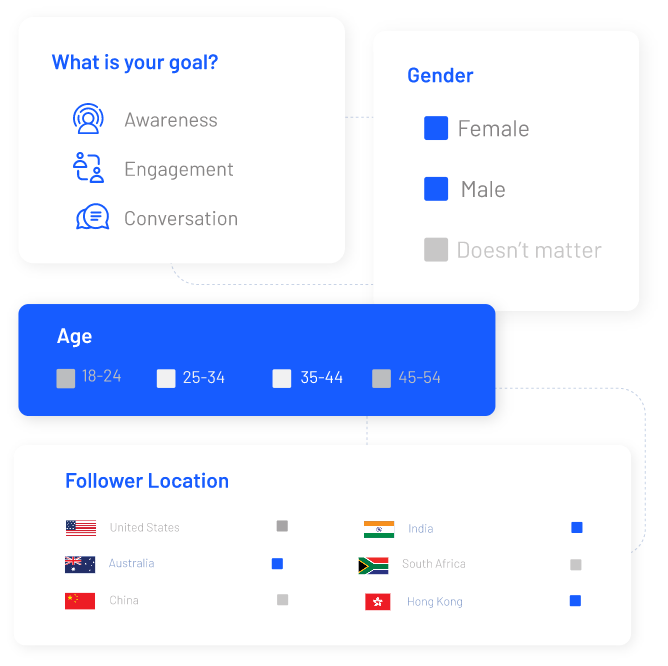 What is your goal?
Awareness
Engagement
Conversation
Gender
Female
Male
Doesn't matter
Age
18-24 25-34 35-44 45-54
Follower Location
United States India
Australia South Africa
China Hong Kong